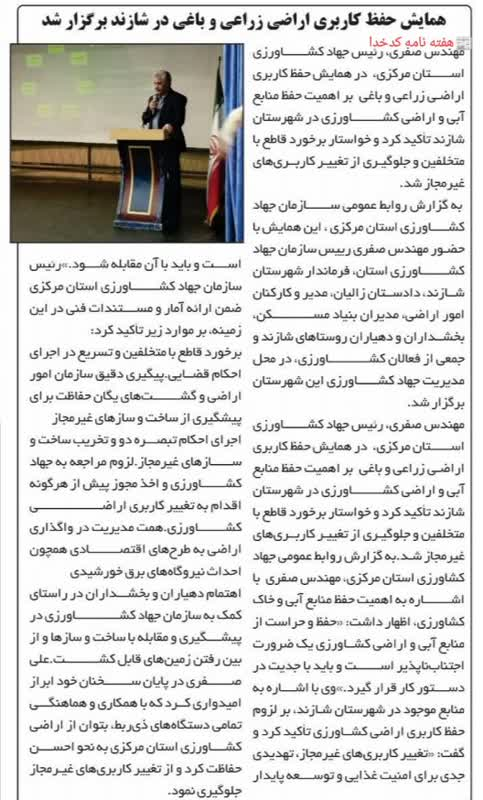 همایش حفظ کاربری اراضی زراعی و باغی در شازند برگزار شد
هفته نامه کدخدا
مهندس صفری، رئیس جهاد کشاورزی
استان مرکزی، در همایش حفظ کاربری
اراضی زراعی و باغی بر اهمیت حفظ منابع
آبی و اراضی کشاورزی در شهرستان
شازند تأکید کرد و خواستار برخورد قاطع با
متخلفین و جلوگیری از تغییر کاربری‌های
غیرمجاز شد.
به گزارش روابط عمومی سازمان جهاد
کشاورزی استان مرکزی ، این همایش با
حضور مهندس صفری رییس سازمان جهاد
کشاورزی استان، فرماندار شهرستان
شازند، دادستان زالیان، مدیر و کارکنان
امور اراضی، مدیران بنیاد مسکن،
بخشداران و دهیاران روستاهای شازند و
جمعی از فعالان کشاورزی، در محل
مدیریت جهاد کشاورزی این شهرستان
برگزار شد.
مهندس صفری، رئیس جهاد کشاورزی
استان مرکزی، در همایش حفظ کاربری
اراضی زراعی و باغی بر اهمیت حفظ منابع
آبی و اراضی کشاورزی در شهرستان
شازند تأکید کرد و خواستار برخورد قاطع با
متخلفین و جلوگیری از تغییر کاربری‌های
غیرمجاز شد.به گزارش روابط عمومی جهاد
کشاورزی استان مرکزی، مهندس صفری با
اشاره به اهمیت حفظ منابع آبی و خاک
کشاورزی، اظهار داشت: «حفظ و حراست از
منابع آبی و اراضی کشاورزی یک ضرورت
اجتناب‌ناپذیر است و باید با جدیت در
دستور کار قرار گیرد.»وی با اشاره به
منابع موجود در شهرستان شازند، بر لزوم
حفظ کاربری اراضی کشاورزی تأکید کرد و
گفت: «تغییر کاربری‌های غیرمجاز، تهدیدی
جدی برای امنیت غذایی و توسعه پایدار
است و باید با آن مقابله شود.»رئیس
سازمان جهاد کشاورزی استان مرکزی
ضمن ارائه آمار و مستندات فنی در این
زمینه، بر موارد زیر تأکید کرد:
برخورد قاطع با متخلفین و تسریع در اجرای
احکام قضایی.پیگیری دقیق سازمان امور
اراضی و گشت‌های یگان حفاظت برای
پیشگیری از ساخت و سازهای غیرمجاز
اجرای احکام تبصره دو و تخریب ساخت و
سازهای غیرمجاز.لزوم مراجعه به جهاد
کشاورزی و اخذ مجوز پیش از هرگونه
اقدام به تغییر کاربری اراضی
کشاورزی.همت مدیریت در واگذاری
اراضی به طرح‌های اقتصادی همچون
احداث نیروگاه‌های برق خورشیدی
اهتمام دهیاران و بخشداران در راستای
کمک به سازمان جهاد کشاورزی در
پیشگیری و مقابله با ساخت و سازها و از
بین رفتن زمین‌های قابل کشت.علی
صفری در پایان سخنان خود ابراز
امیدواری کرد که با همکاری و هماهنگی
تمامی دستگاه‌های ذی‌ربط، بتوان از اراضی
کشاورزی استان مرکزی به نحو احسن
حفاظت کرد و از تغییر کاربری‌های غیرمجاز
جلوگیری نمود.